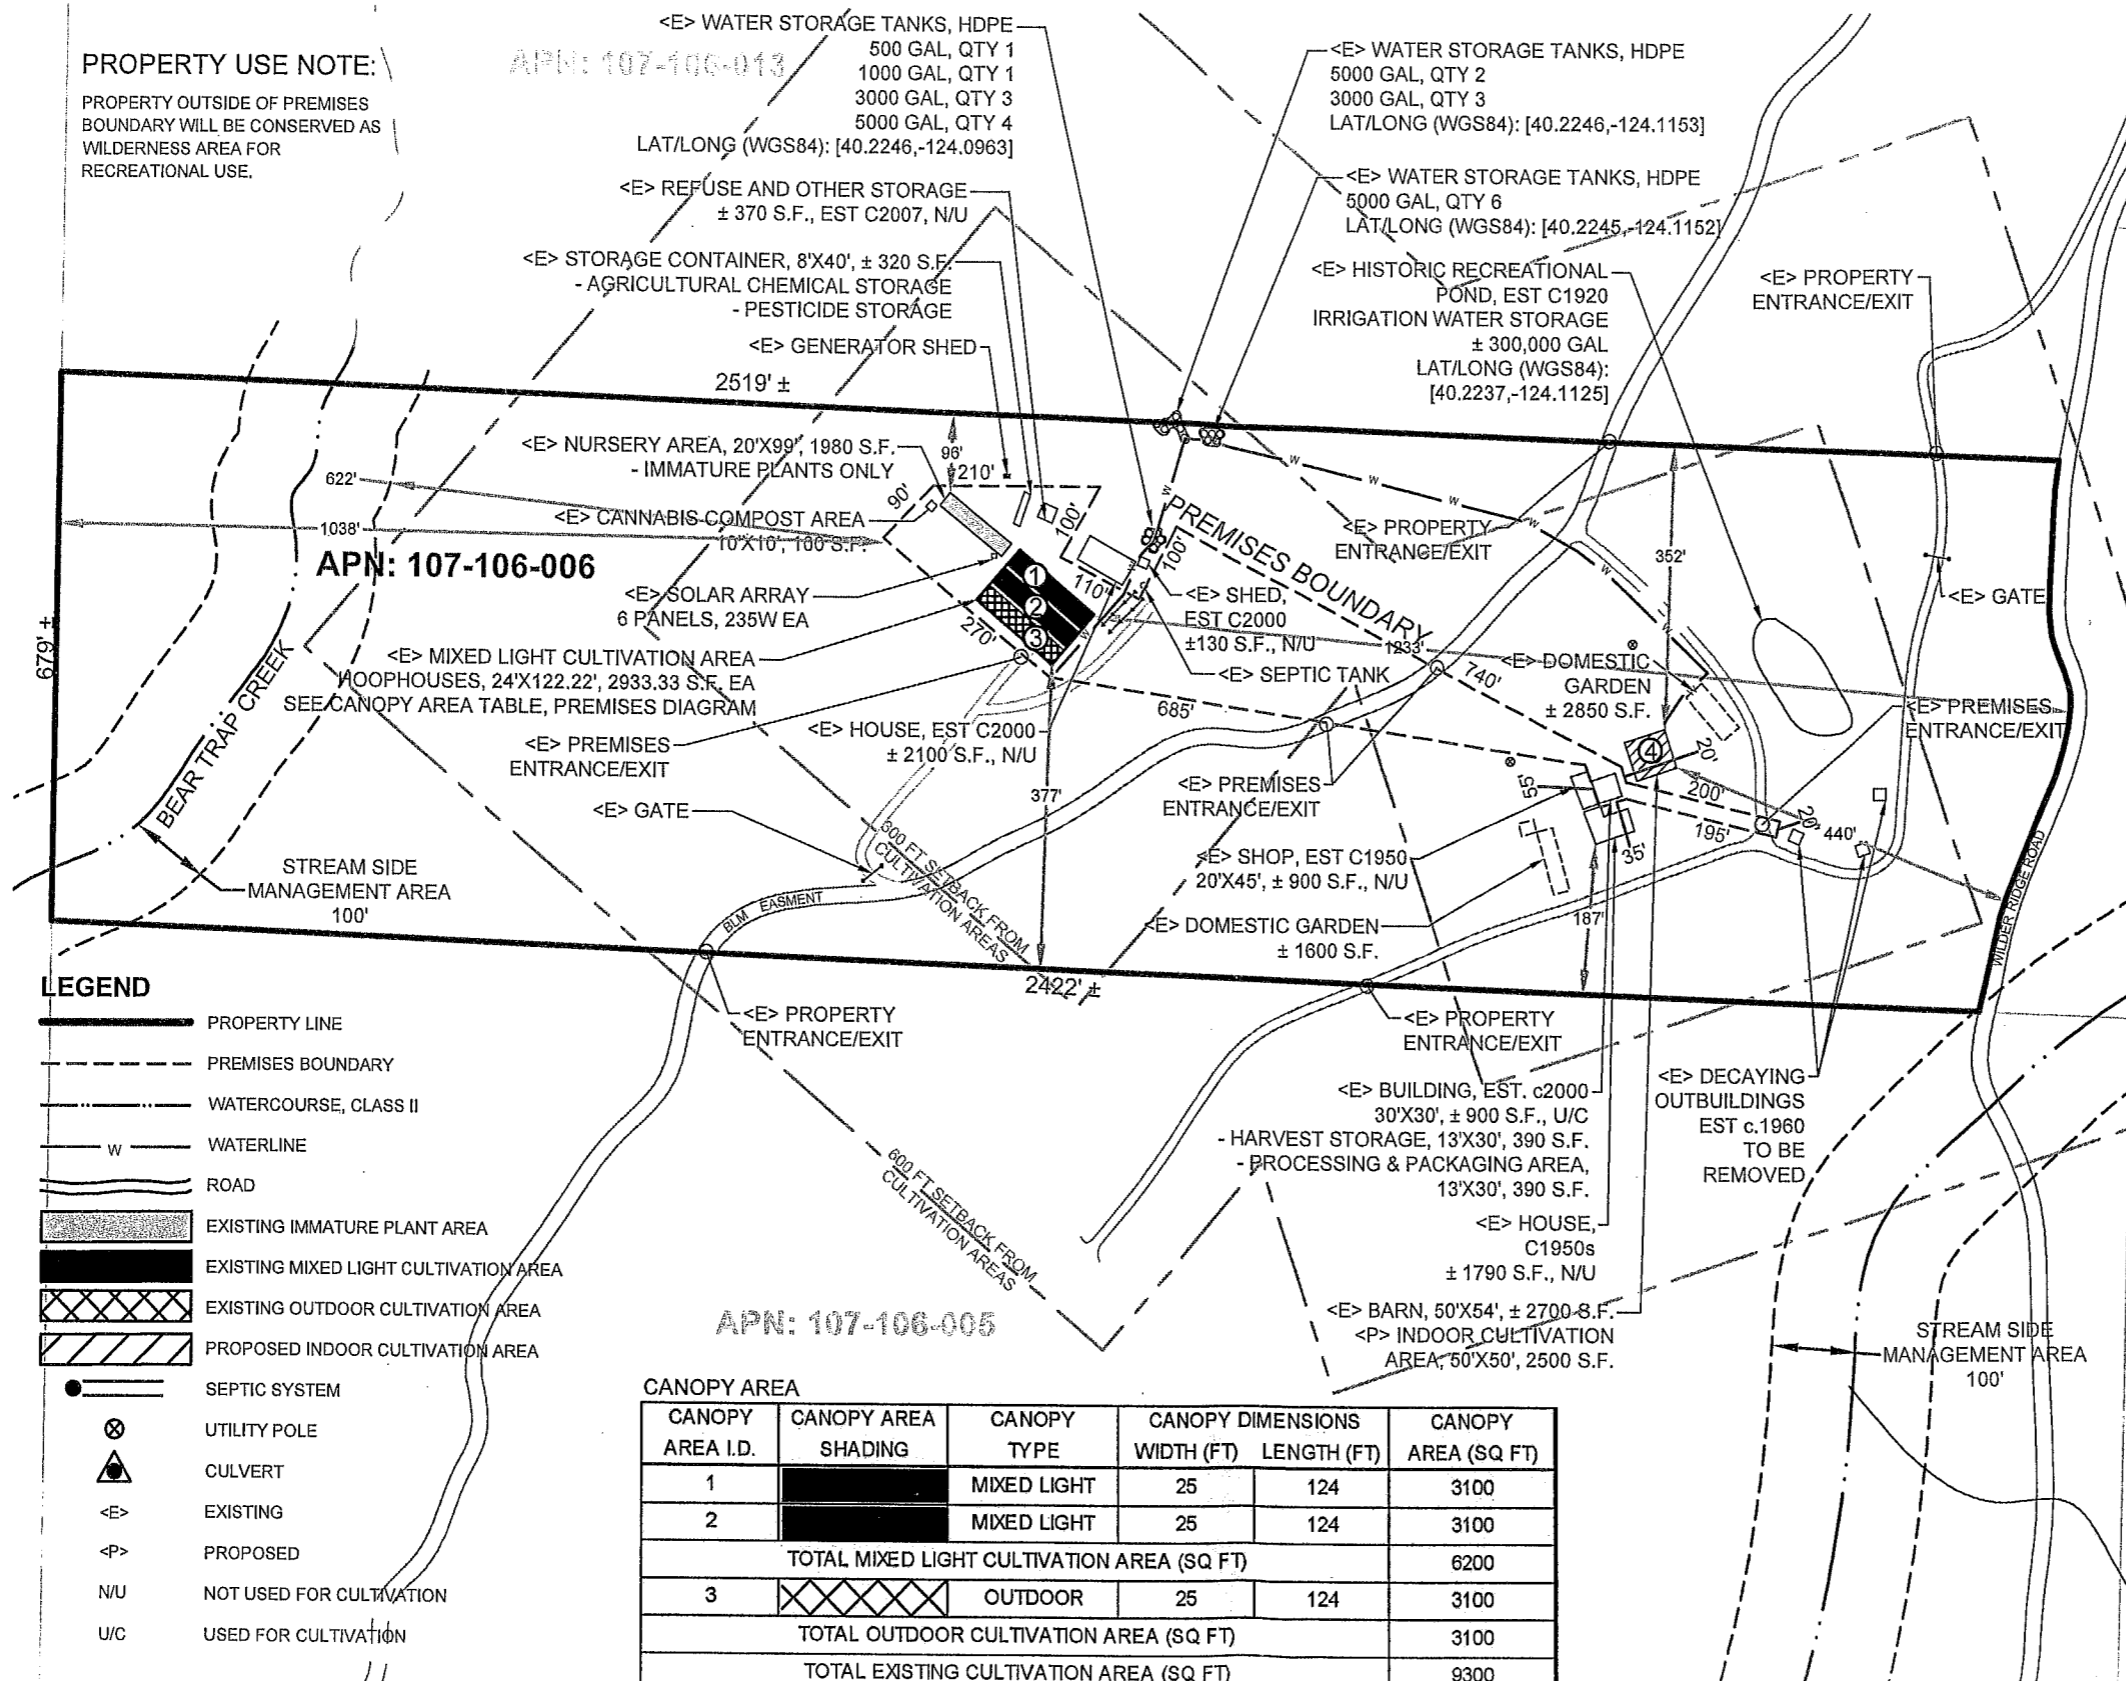 PROPERTY USE NOTE:
PROPERTY OUTSIDE OF PREMISES
BOUNDARY WILL BE CONSERVED AS
WILDERNESS AREA FOR
RECREATIONAL USE.
APN: 107-106-013
<E> WATER STORAGE TANKS, HDPE
500 GAL, QTY 1
1000 GAL, QTY 1
3000 GAL, QTY 3
5000 GAL, QTY 4
LAT/LONG (WGS84): [40.2246,-124.0963]
<E> REFUSE AND OTHER STORAGE
± 370 S.F., EST C2007, N/U
<E> STORAGE CONTAINER, 8'X40', ± 320 S.F.
- AGRICULTURAL CHEMICAL STORAGE
- PESTICIDE STORAGE
<E> GENERATOR SHED
<E> WATER STORAGE TANKS, HDPE
5000 GAL, QTY 2
3000 GAL, QTY 3
LAT/LONG (WGS84): [40.2246,-124.1153]
<E> WATER STORAGE TANKS, HDPE
5000 GAL, QTY 6
LAT/LONG (WGS84): [40.2245,-124.1152]
<E> HISTORIC RECREATIONAL
POND, EST C1920
IRRIGATION WATER STORAGE
± 300,000 GAL
LAT/LONG (WGS84):
[40.2237,-124.1125]
<E> PROPERTY
ENTRANCE/EXIT
2519' ±
<E> NURSERY AREA, 20'X99', 1980 S.F.
- IMMATURE PLANTS ONLY
96'
210'
90'
100'
622'
1038'
<E> CANNABIS COMPOST AREA
10'X10', 100 S.F.
APN: 107-106-006
<E> SOLAR ARRAY
6 PANELS, 235W EA
<E> MIXED LIGHT CULTIVATION AREA
HOOPHOUSES, 24'X122.22', 2933.33 S.F. EA
SEE CANOPY AREA TABLE, PREMISES DIAGRAM
1
2
3
270'
110'
100'
W
W
W
W
W
W
W
W
PREMISES BOUNDARY
<E> PROPERTY
ENTRANCE/EXIT
352'
<E> GATE
<E> SHED,
EST C2000
±130 S.F., N/U
1233'
<E> SEPTIC TANK
740'
<E> DOMESTIC
GARDEN
± 2850 S.F.
<E> PREMISES
ENTRANCE/EXIT
679' ±
BEAR TRAP CREEK
<E> PREMISES
ENTRANCE/EXIT
<E> HOUSE, EST C2000
± 2100 S.F., N/U
685'
377'
<E> GATE
<E> PREMISES
ENTRANCE/EXIT
4
20'
55'
200'
195'
20'
440'
35'
187'
WILDER RIDGE ROAD
<E> SHOP, EST C1950
20'X45', ± 900 S.F., N/U
<E> DOMESTIC GARDEN
± 1600 S.F.
300 FT SETBACK FROM
CULTIVATION AREAS
STREAM SIDE
MANAGEMENT AREA
100'
BLM EASMENT
2422' ±
<E> PROPERTY
ENTRANCE/EXIT
<E> PROPERTY
ENTRANCE/EXIT
<E> BUILDING, EST. c2000
30'X30', ± 900 S.F., U/C
- HARVEST STORAGE, 13'X30', 390 S.F.
- PROCESSING & PACKAGING AREA,
13'X30', 390 S.F.
<E> DECAYING
OUTBUILDINGS
EST c.1960
TO BE
REMOVED
<E> HOUSE,
C1950s
± 1790 S.F., N/U
<E> BARN, 50'X54', ± 2700 S.F.
<P> INDOOR CULTIVATION
AREA, 50'X50', 2500 S.F.
600 FT SETBACK FROM
CULTIVATION AREAS
APN: 107-106-005
STREAM SIDE
MANAGEMENT AREA
100'
LEGEND
PROPERTY LINE
PREMISES BOUNDARY
WATERCOURSE, CLASS II
W WATERLINE
ROAD
EXISTING IMMATURE PLANT AREA
EXISTING MIXED LIGHT CULTIVATION AREA
EXISTING OUTDOOR CULTIVATION AREA
PROPOSED INDOOR CULTIVATION AREA
SEPTIC SYSTEM
UTILITY POLE
CULVERT
<E> EXISTING
<P> PROPOSED
N/U NOT USED FOR CULTIVATION
U/C USED FOR CULTIVATION
CANOPY AREA
CANOPY AREA I.D. CANOPY AREA SHADING CANOPY TYPE CANOPY DIMENSIONS WIDTH (FT) LENGTH (FT) CANOPY AREA (SQ FT)
1 MIXED LIGHT 25 124 3100
2 MIXED LIGHT 25 124 3100
TOTAL MIXED LIGHT CULTIVATION AREA (SQ FT) 6200
3 OUTDOOR 25 124 3100
TOTAL OUTDOOR CULTIVATION AREA (SQ FT) 3100
TOTAL EXISTING CULTIVATION AREA (SQ FT) 9300